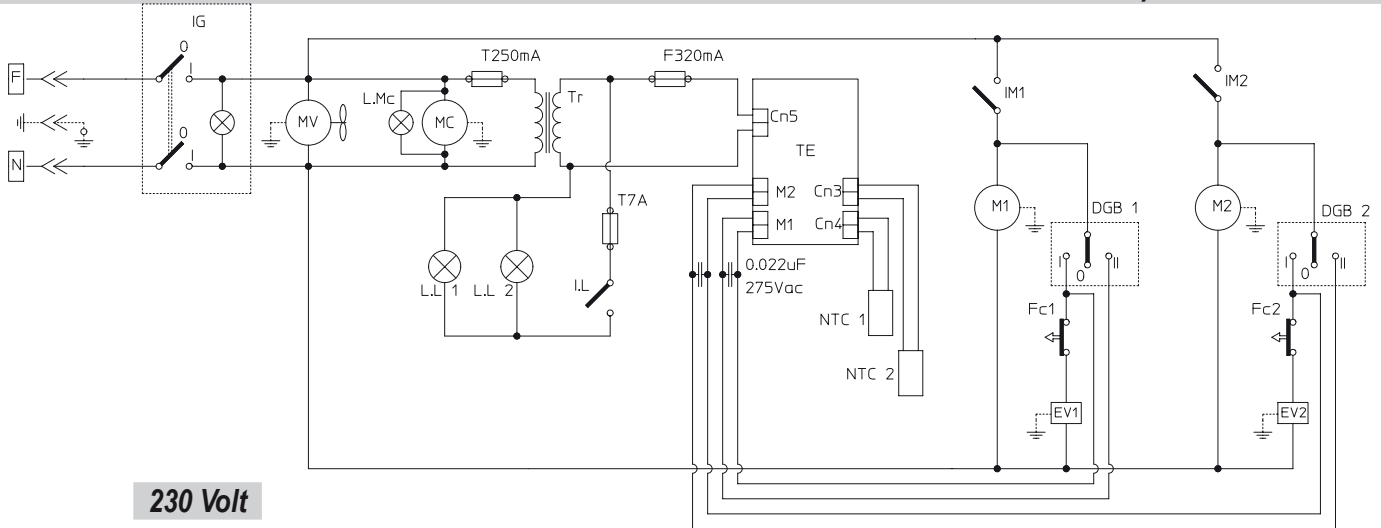 IG
0
I
0
I
F
N
T250mA
F320mA
L.Mc
MV
MC
Tr
Cn5
TE
M2
Cn3
M1
Cn4
T7A
0.022uF
275Vac
L.L 1
L.L 2
I.L
NTC 1
NTC 2
IM1
IM2
M1
M2
DGB 1
DGB 2
I
0
II
I
0
II
Fc1
Fc2
EV1
EV2
230 Volt